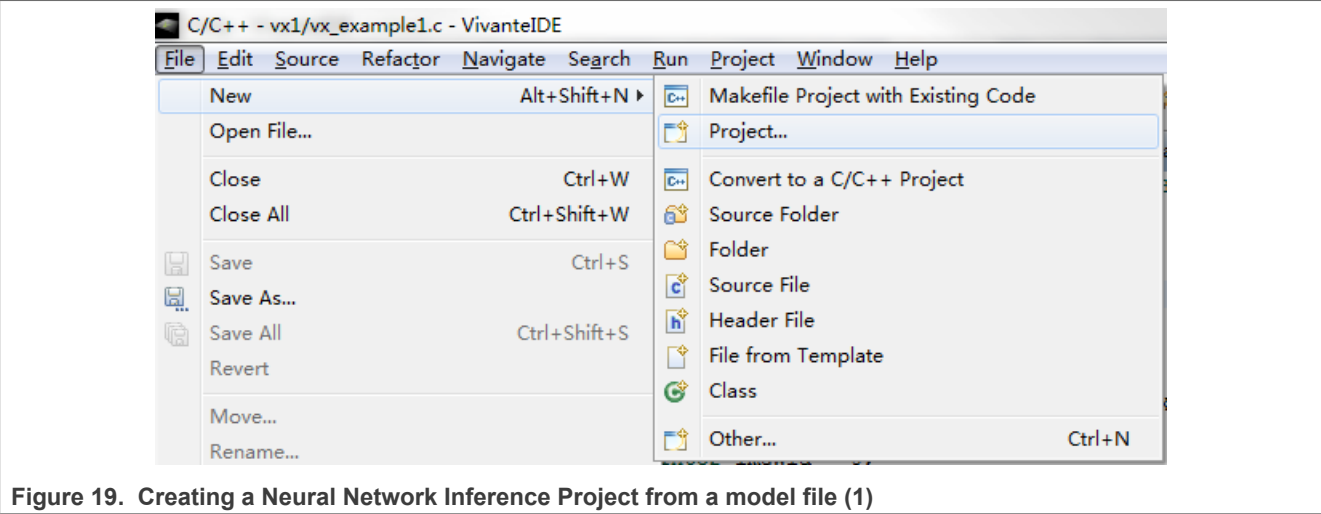 C/C++ - vx1/vx_example1.c - VivanteIDE
File Edit Source Refactor Navigate Search Run Project Window Help
New Alt+Shift+N
Open File...
Close Ctrl+W
Close All Ctrl+Shift+W
Save Ctrl+S
Save As...
Save All Ctrl+Shift+S
Revert
Move...
Rename...
C++ Makefile Project with Existing Code
Project...
C++ Convert to a C/C++ Project
Source Folder
Folder
c Source File
h Header File
File from Template
C Class
Other... Ctrl+N
Figure 19. Creating a Neural Network Inference Project from a model file (1)